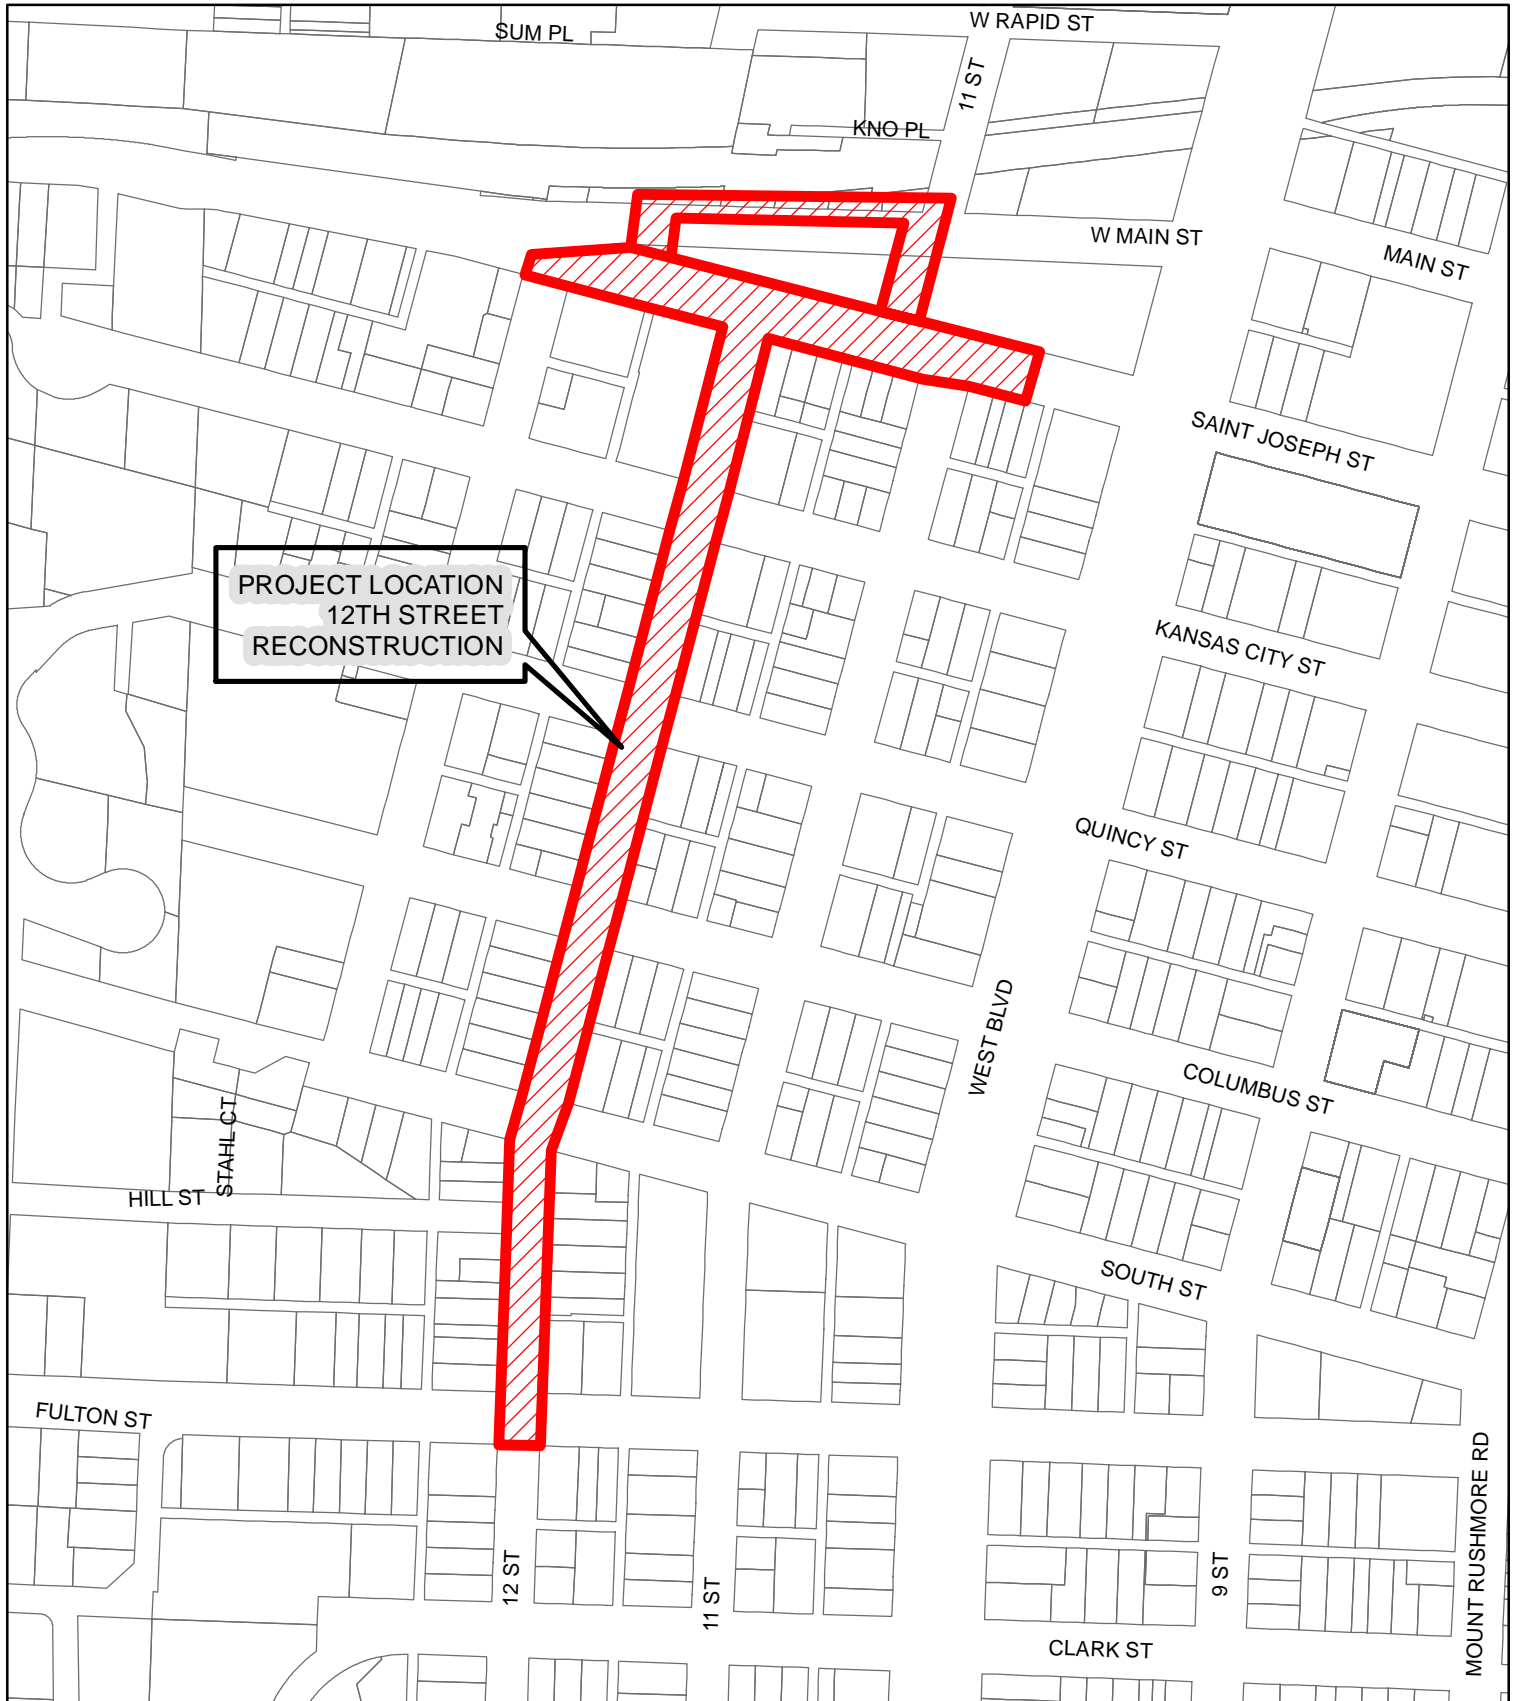 W RAPID ST
SUM PL
11 ST
KNO PL
W MAIN ST
MAIN ST
SAINT JOSEPH ST
PROJECT LOCATION
12TH STREET
RECONSTRUCTION
KANSAS CITY ST
QUINCY ST
WEST BLVD
COLUMBUS ST
STAHL CT
HILL ST
SOUTH ST
FULTON ST
MOUNT RUSHMORE RD
12 ST
11 ST
9 ST
CLARK ST